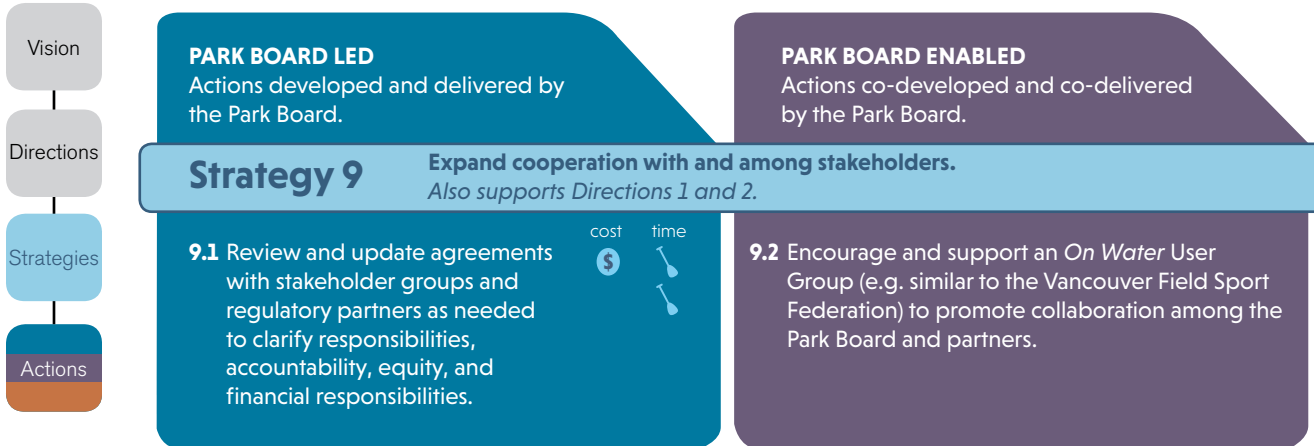 Vision
Directions
Strategies
Actions
PARK BOARD LED
Actions developed and delivered by
the Park Board.
PARK BOARD ENABLED
Actions co-developed and co-delivered
by the Park Board.
Strategy 9
Expand cooperation with and among stakeholders.
Also supports Directions 1 and 2.
9.1 Review and update agreements
with stakeholder groups and
regulatory partners as needed
to clarify responsibilities,
accountability, equity, and
financial responsibilities.
cost time
$
9.2 Encourage and support an On Water User
Group (e.g. similar to the Vancouver Field Sport
Federation) to promote collaboration among the
Park Board and partners.